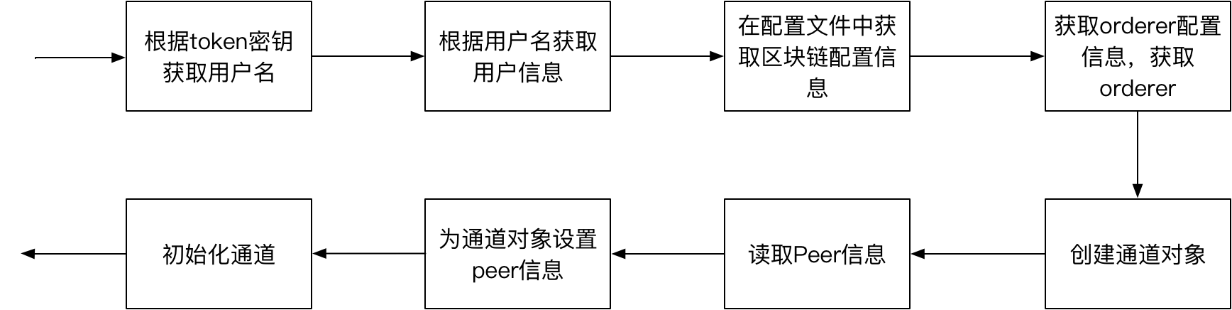 根据token密钥
获取用户名
根据用户名获取
用户信息
在配置文件中获
取区块链配置信
息
获取orderer配置
信息，获取
orderer
创建通道对象
读取Peer信息
为通道对象设置
peer信息
初始化通道